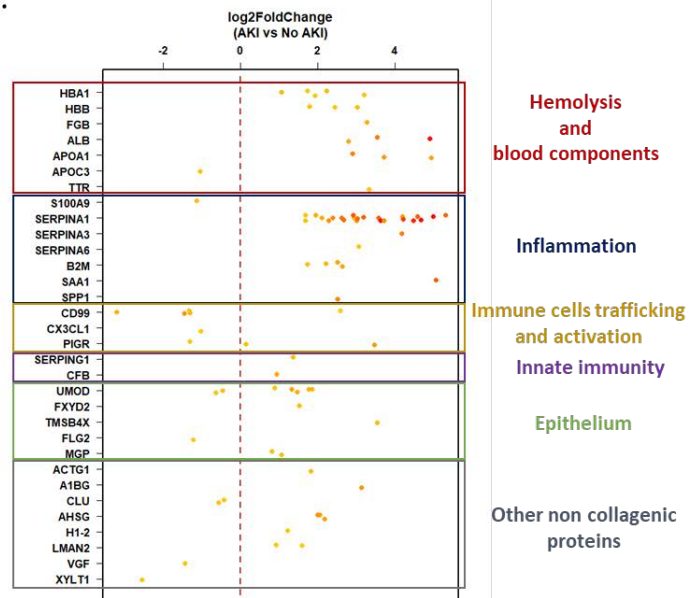 log2FoldChange
(AKI vs No AKI)
-2 0 2 4
HBA1
HBB
FGB
ALB
APOA1
APOC3
TTR
Hemolysis
and
blood components
S100A9
SERPINA1
SERPINA3
SERPINA6
B2M
SAA1
SPP1
Inflammation
CD99
CX3CL1
PIGR
Immune cells trafficking
and activation
SERPING1
CFB
Innate immunity
UMOD
FXYD2
TMSB4X
FLG2
MGP
Epithelium
ACTG1
A1BG
CLU
AHSG
H1-2
LMAN2
VGF
XYLT1
Other non collagenic
proteins